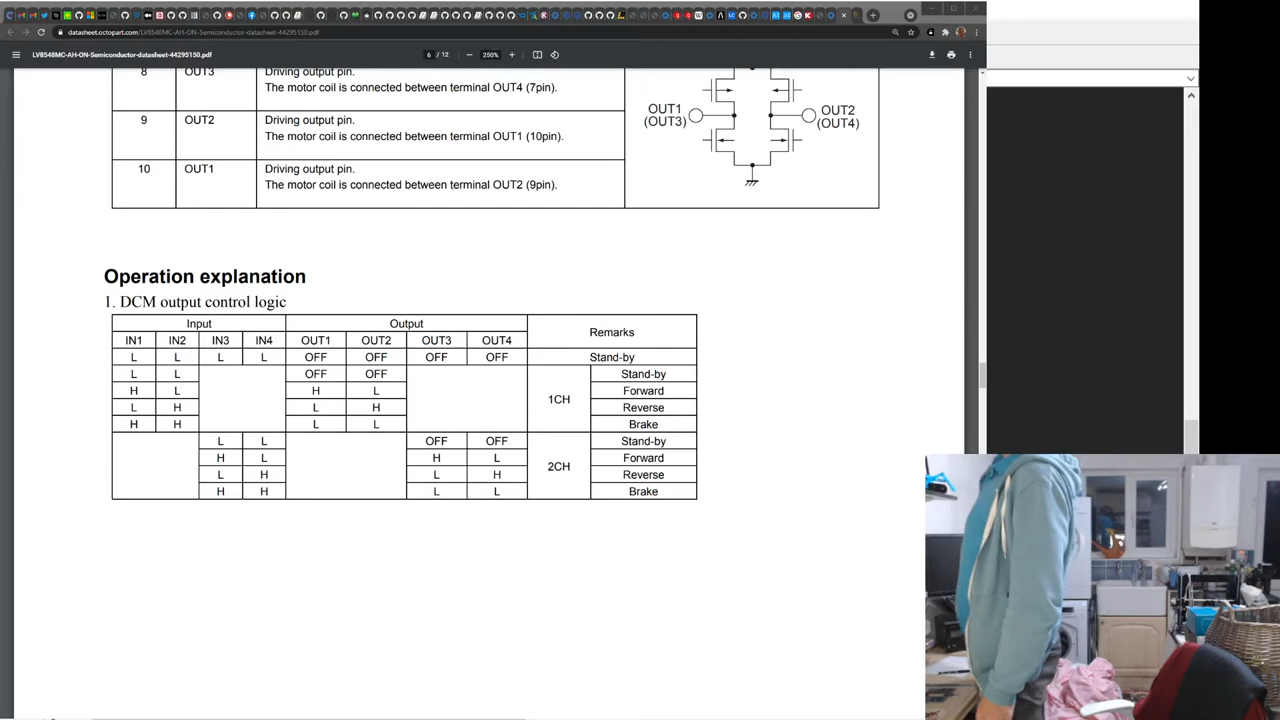 datasheet.octopart.com/LV8548MC-AH-ON-Semiconductor-datasheet-44295150.pdf
LV8548MC-AH-ON-Semiconductor-datasheet-44295150.pdf
6 / 12
250%
8 OUT3 Driving output pin.
The motor coil is connected between terminal OUT4 (7pin).
9 OUT2 Driving output pin.
The motor coil is connected between terminal OUT1 (10pin).
10 OUT1 Driving output pin.
The motor coil is connected between terminal OUT2 (9pin).
OUT1
(OUT3)
OUT2
(OUT4)
Operation explanation
1. DCM output control logic
Input Output Remarks
IN1 IN2 IN3 IN4 OUT1 OUT2 OUT3 OUT4
L L L L OFF OFF OFF OFF Stand-by
L L OFF OFF 1CH Stand-by
H L H L Forward
L H L H Reverse
H H L L Brake
L L OFF OFF 2CH Stand-by
H L H L Forward
L H L H Reverse
H H L L Brake